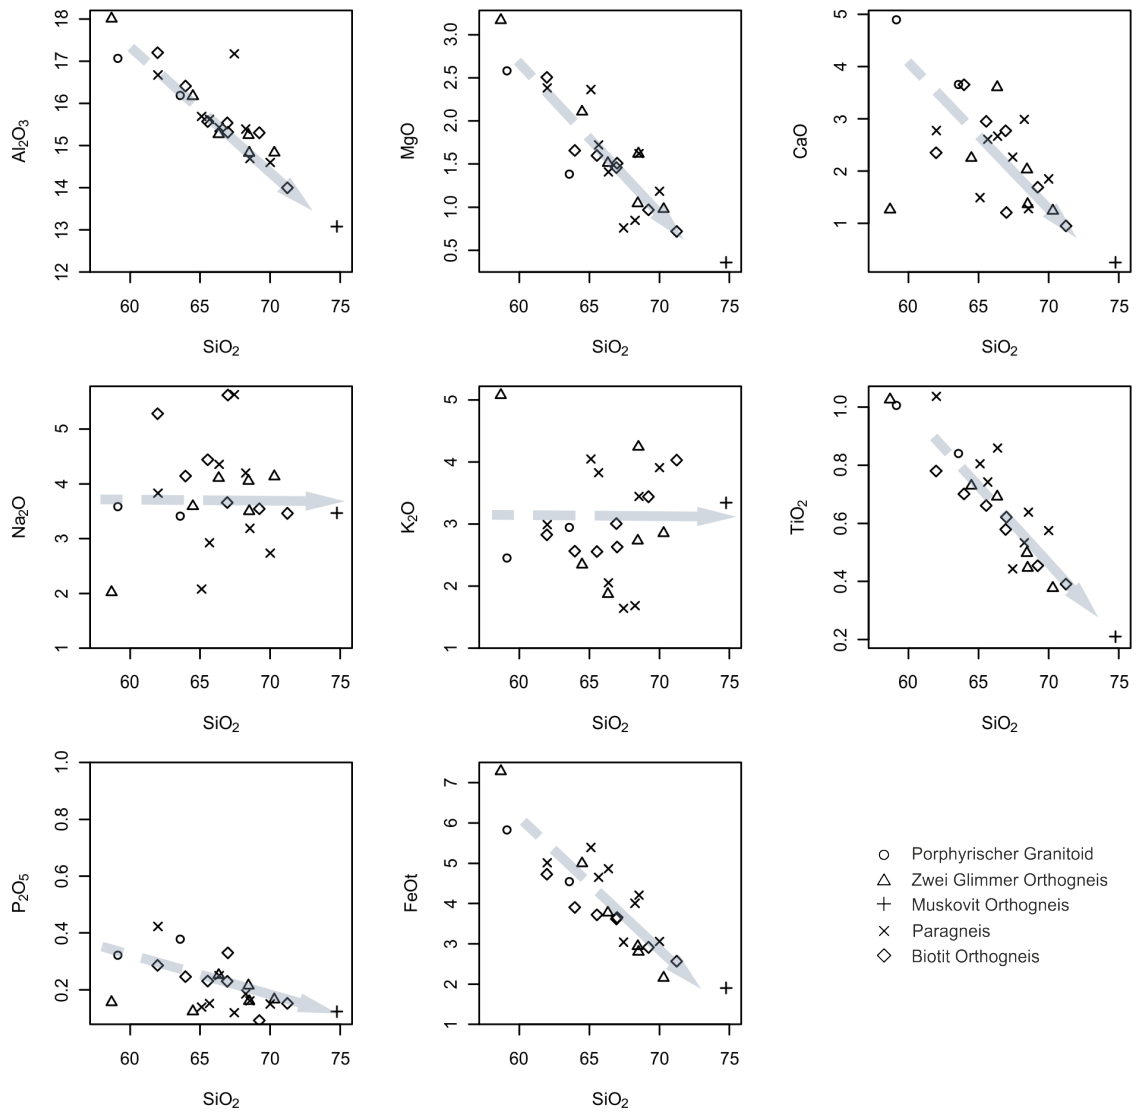 12 13 14 15 16 17 18
Al₂O₃
60 65 70 75
SiO₂
0.5 1.0 1.5 2.0 2.5 3.0
MgO
60 65 70 75
SiO₂
1 2 3 4 5
CaO
60 65 70 75
SiO₂
1 2 3 4 5
Na₂O
60 65 70 75
SiO₂
1 2 3 4 5
K₂O
60 65 70 75
SiO₂
0.2 0.4 0.6 0.8 1.0
TiO₂
60 65 70 75
SiO₂
0.2 0.4 0.6 0.8 1.0
P₂O₅
60 65 70 75
SiO₂
1 2 3 4 5 6 7
FeOt
60 65 70 75
SiO₂
Porphyrischer Granitoid
Zwei Glimmer Orthogneis
Muskovit Orthogneis
Paragneis
Biotit Orthogneis